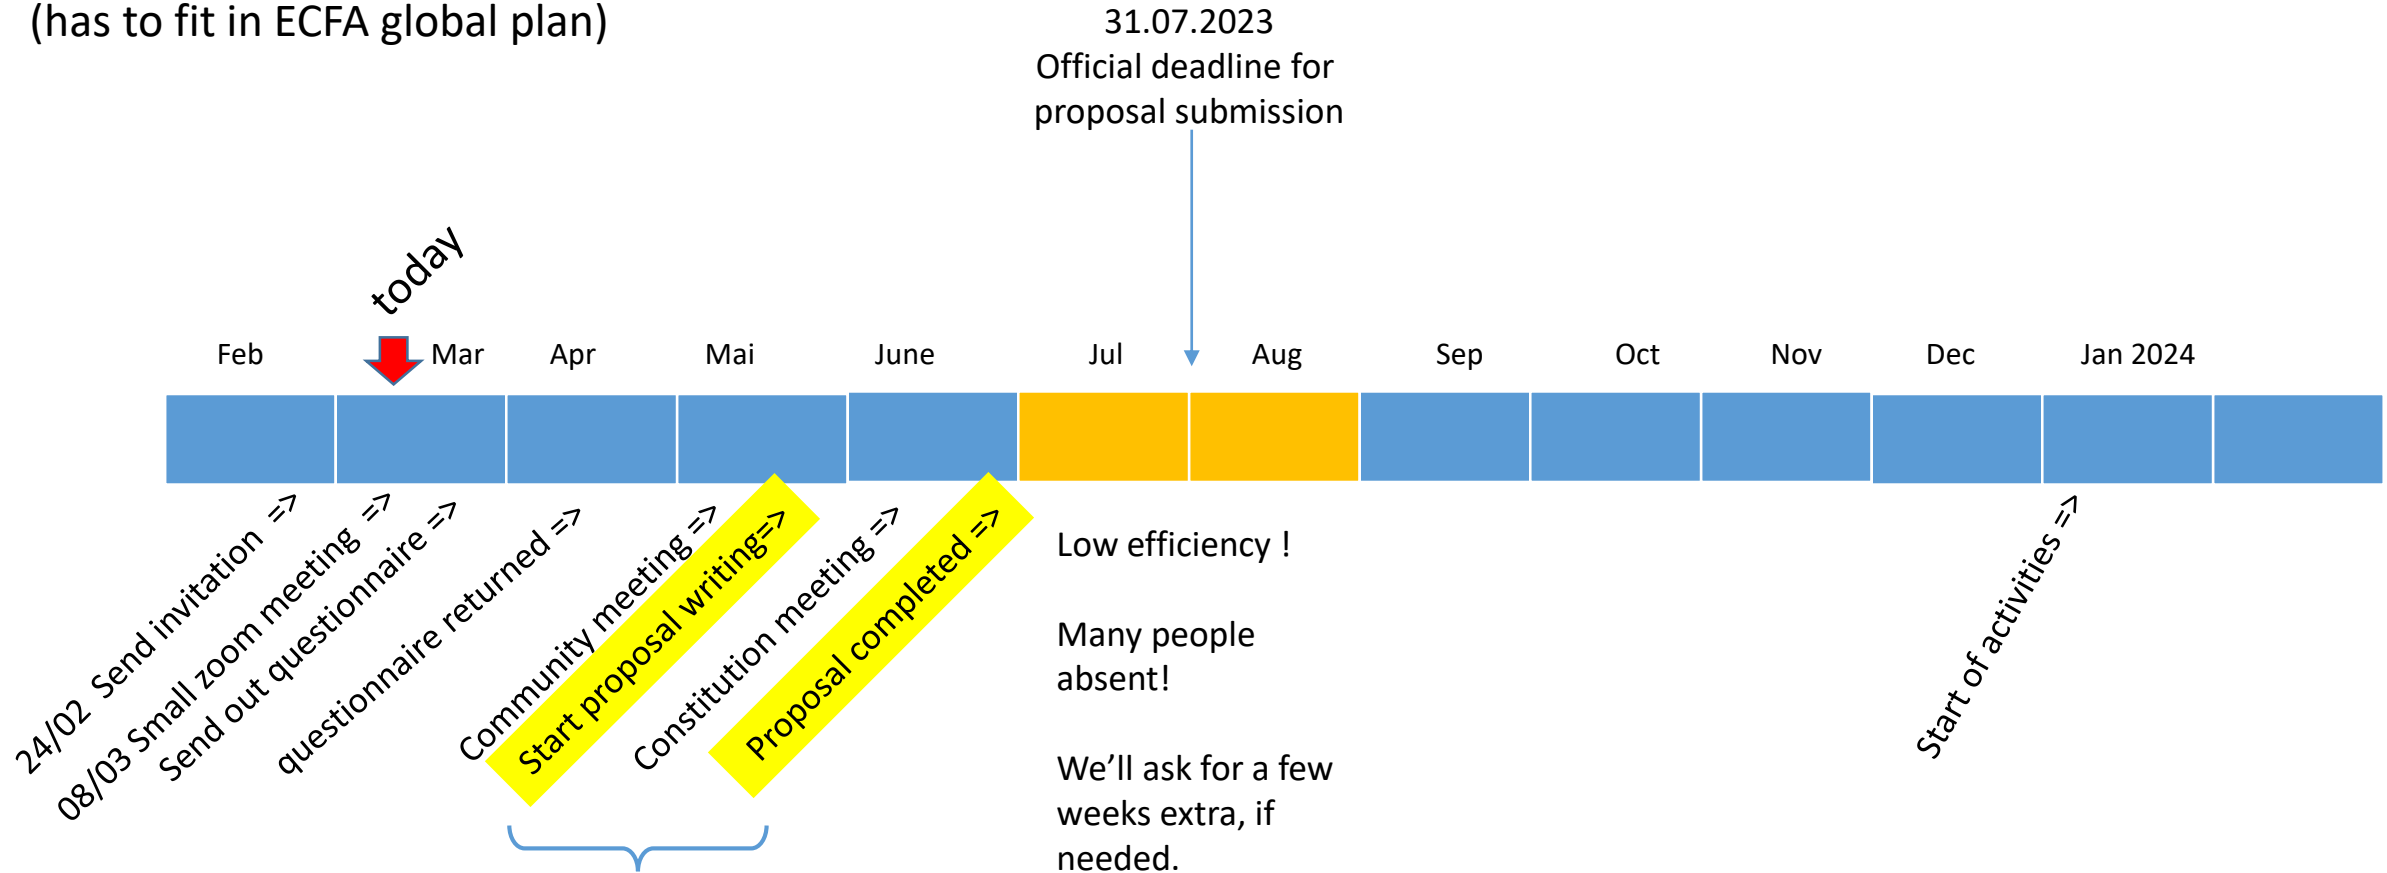 (has to fit in ECFA global plan)
31.07.2023
Official deadline for
proposal submission
today
Feb
Mar
Apr
Mai
June
Jul
Aug
Sep
Oct
Nov
Dec
Jan 2024
24/02 Send invitation =>
08/03 Small zoom meeting =>
Send out questionnaire =>
questionnaire returned =>
Community meeting =>
Start proposal writing=>
Constitution meeting =>
Proposal completed =>
Low efficiency !
Many people
absent!
We’ll ask for a few
weeks extra, if
needed.
Start of activities =>